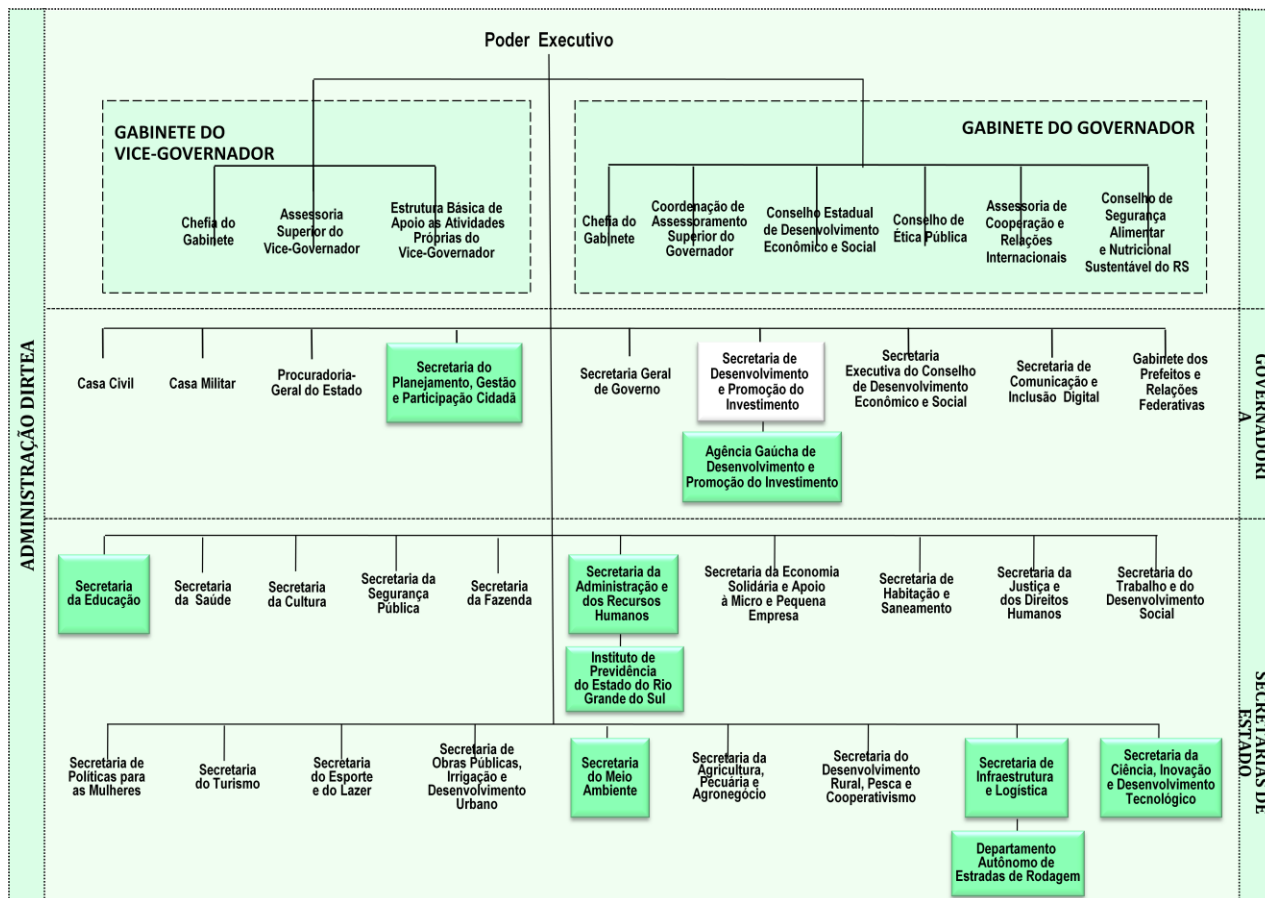 Poder Executivo
GABINETE DO
VICE-GOVERNADOR
Chefia do
Gabinete
Assessoria
Superior do
Vice-Governador
Estrutura Básica de
Apoio as Atividades
Próprias do
Vice-Governador
GABINETE DO GOVERNADOR
Chefia do
Gabinete
Coordenação de
Assessoramento
Superior do
Governador
Conselho Estadual
de Desenvolvimento
Econômico e Social
Conselho de
Ética Pública
Assessoria de
Cooperação e
Relações
Internacionais
Conselho de
Segurança
Alimentar
e Nutricional
Sustentável do RS
ADMINISTRAÇÃO DIRTEA
GOVERNADORI
A
Casa Civil
Casa Militar
Procuradoria-
Geral do Estado
Secretaria do
Planejamento, Gestão
e Participação Cidadã
Secretaria Geral
de Governo
Secretaria de
Desenvolvimento
e Promoção do
Investimento
Agência Gaúcha de
Desenvolvimento e
Promoção do Investimento
Secretaria
Executiva do Conselho
de Desenvolvimento
Econômico e Social
Secretaria de
Comunicação e
Inclusão Digital
Gabinete dos
Prefeitos e
Relações
Federativas
SECRETARIAS DE
ESTADO
Secretaria
da Educação
Secretaria
da Saúde
Secretaria
da Cultura
Secretaria da
Segurança
Pública
Secretaria
da Fazenda
Secretaria da
Administração e
dos Recursos
Humanos
Instituto de
Previdência
do Estado do Rio
Grande do Sul
Secretaria da Economia
Solidária e Apoio
à Micro e Pequena
Empresa
Secretaria de
Habitação e
Saneamento
Secretaria da
Justiça e
dos Direitos
Humanos
Secretaria do
Trabalho e do
Desenvolvimento
Social
Secretaria de
Políticas para
as Mulheres
Secretaria
do Turismo
Secretaria
do Esporte
e do Lazer
Secretaria de
Obras Públicas,
Irrigação e
Desenvolvimento
Urbano
Secretaria
do Meio
Ambiente
Secretaria da
Agricultura,
Pecuária e
Agronegócio
Secretaria do
do Desenvolvimento
Rural, Pesca e
Cooperativismo
Secretaria de
Infraestrutura
e Logística
Departamento
Autônomo de
Estradas de Rodagem
Secretaria da
Ciência, Inovação
e Desenvolvimento
Tecnológico